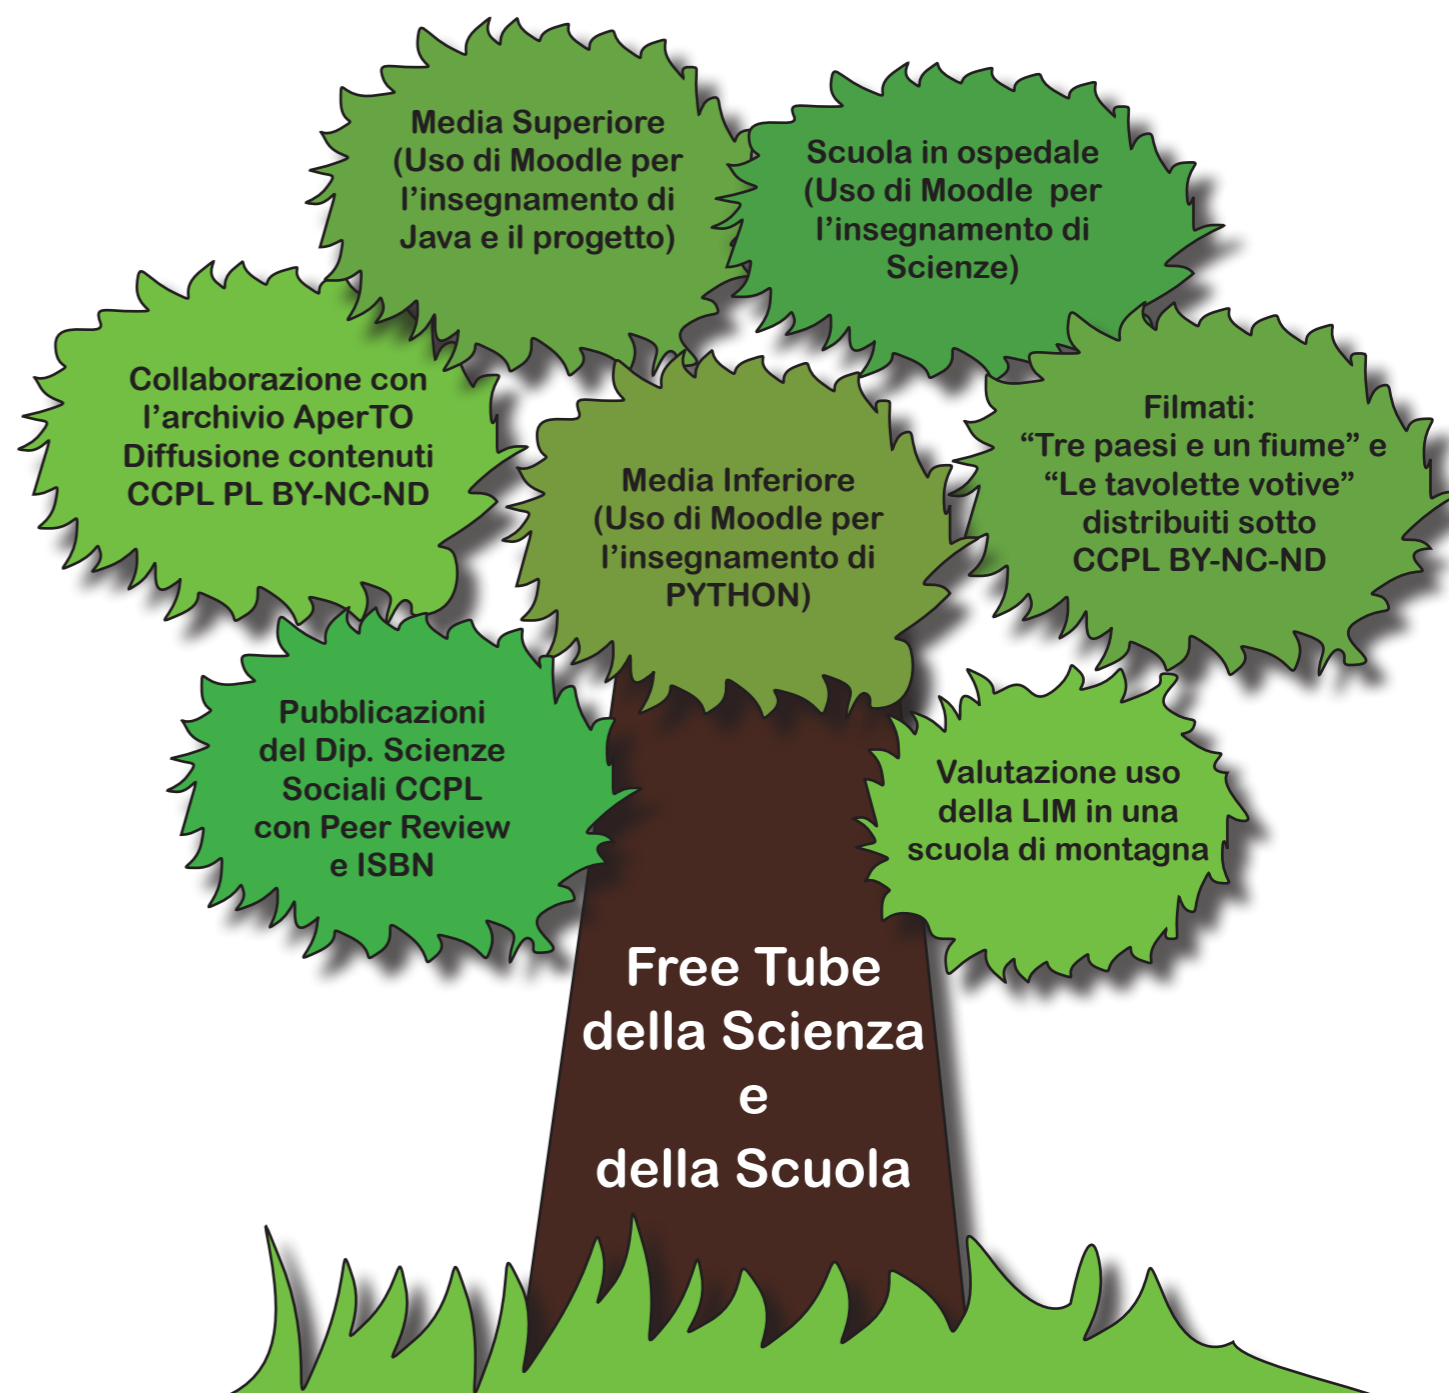 Media Superiore
(Uso di Moodle per
l’insegnamento di
Java e il progetto)
Scuola in ospedale
(Uso di Moodle  per
l’insegnamento di
Scienze)
Collaborazione con
l’archivio AperTO
Diffusione contenuti
CCPL PL BY-NC-ND
Media Inferiore
(Uso di Moodle per
l’insegnamento di
PYTHON)
Filmati:
“Tre paesi e un fiume” e
“Le tavolette votive”
distribuiti sotto
CCPL BY-NC-ND
Pubblicazioni
del Dip. Scienze
Sociali CCPL
con Peer Review
e ISBN
Valutazione uso
della LIM in una
scuola di montagna
Free Tube
della Scienza
e
della Scuola